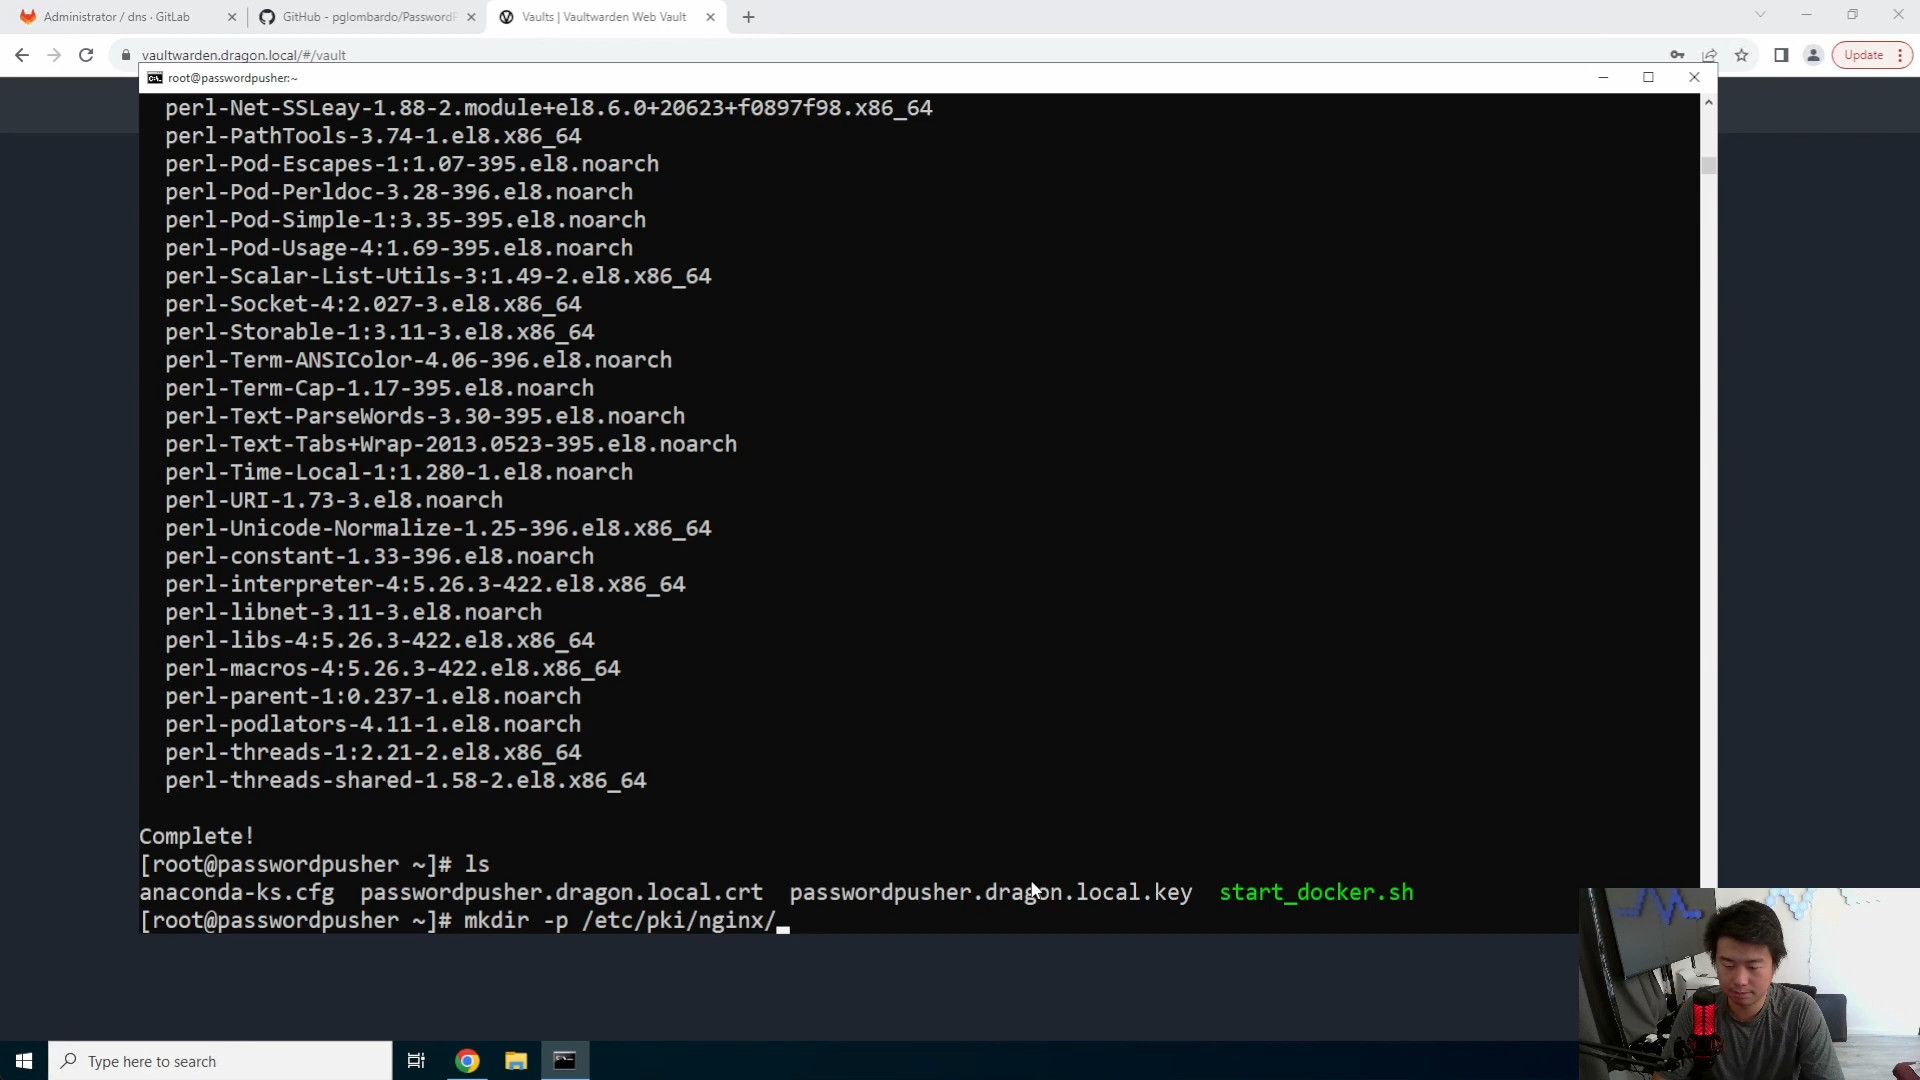 Administrator / dns · GitLab
GitHub - pglombardo/PasswordP
Vaults | Vaultwarden Web Vault
vaultwarden.dragon.local/#/vault
Update
root@passwordpusher:~
perl-Net-SSLeay-1.88-2.module+el8.6.0+20623+f0897f98.x86_64
perl-PathTools-3.74-1.el8.x86_64
perl-Pod-Escapes-1:1.07-395.el8.noarch
perl-Pod-Perldoc-3.28-396.el8.noarch
perl-Pod-Simple-1:3.35-395.el8.noarch
perl-Pod-Usage-4:1.69-395.el8.noarch
perl-Scalar-List-Utils-3:1.49-2.el8.x86_64
perl-Socket-4:2.027-3.el8.x86_64
perl-Storable-1:3.11-3.el8.x86_64
perl-Term-ANSIColor-4.06-396.el8.noarch
perl-Term-Cap-1.17-395.el8.noarch
perl-Text-ParseWords-3.30-395.el8.noarch
perl-Text-Tabs+Wrap-2013.0523-395.el8.noarch
perl-Time-Local-1:1.280-1.el8.noarch
perl-URI-1.73-3.el8.noarch
perl-Unicode-Normalize-1.25-396.el8.x86_64
perl-constant-1.33-396.el8.noarch
perl-interpreter-4:5.26.3-422.el8.x86_64
perl-libnet-3.11-3.el8.noarch
perl-libs-4:5.26.3-422.el8.x86_64
perl-macros-4:5.26.3-422.el8.x86_64
perl-parent-1:0.237-1.el8.noarch
perl-podlators-4.11-1.el8.noarch
perl-threads-1:2.21-2.el8.x86_64
perl-threads-shared-1.58-2.el8.x86_64
Complete!
[root@passwordpusher ~]# ls
anaconda-ks.cfg passwordpusher.dragon.local.crt passwordpusher.dragon.local.key start_docker.sh
[root@passwordpusher ~]# mkdir -p /etc/pki/nginx/
Type here to search